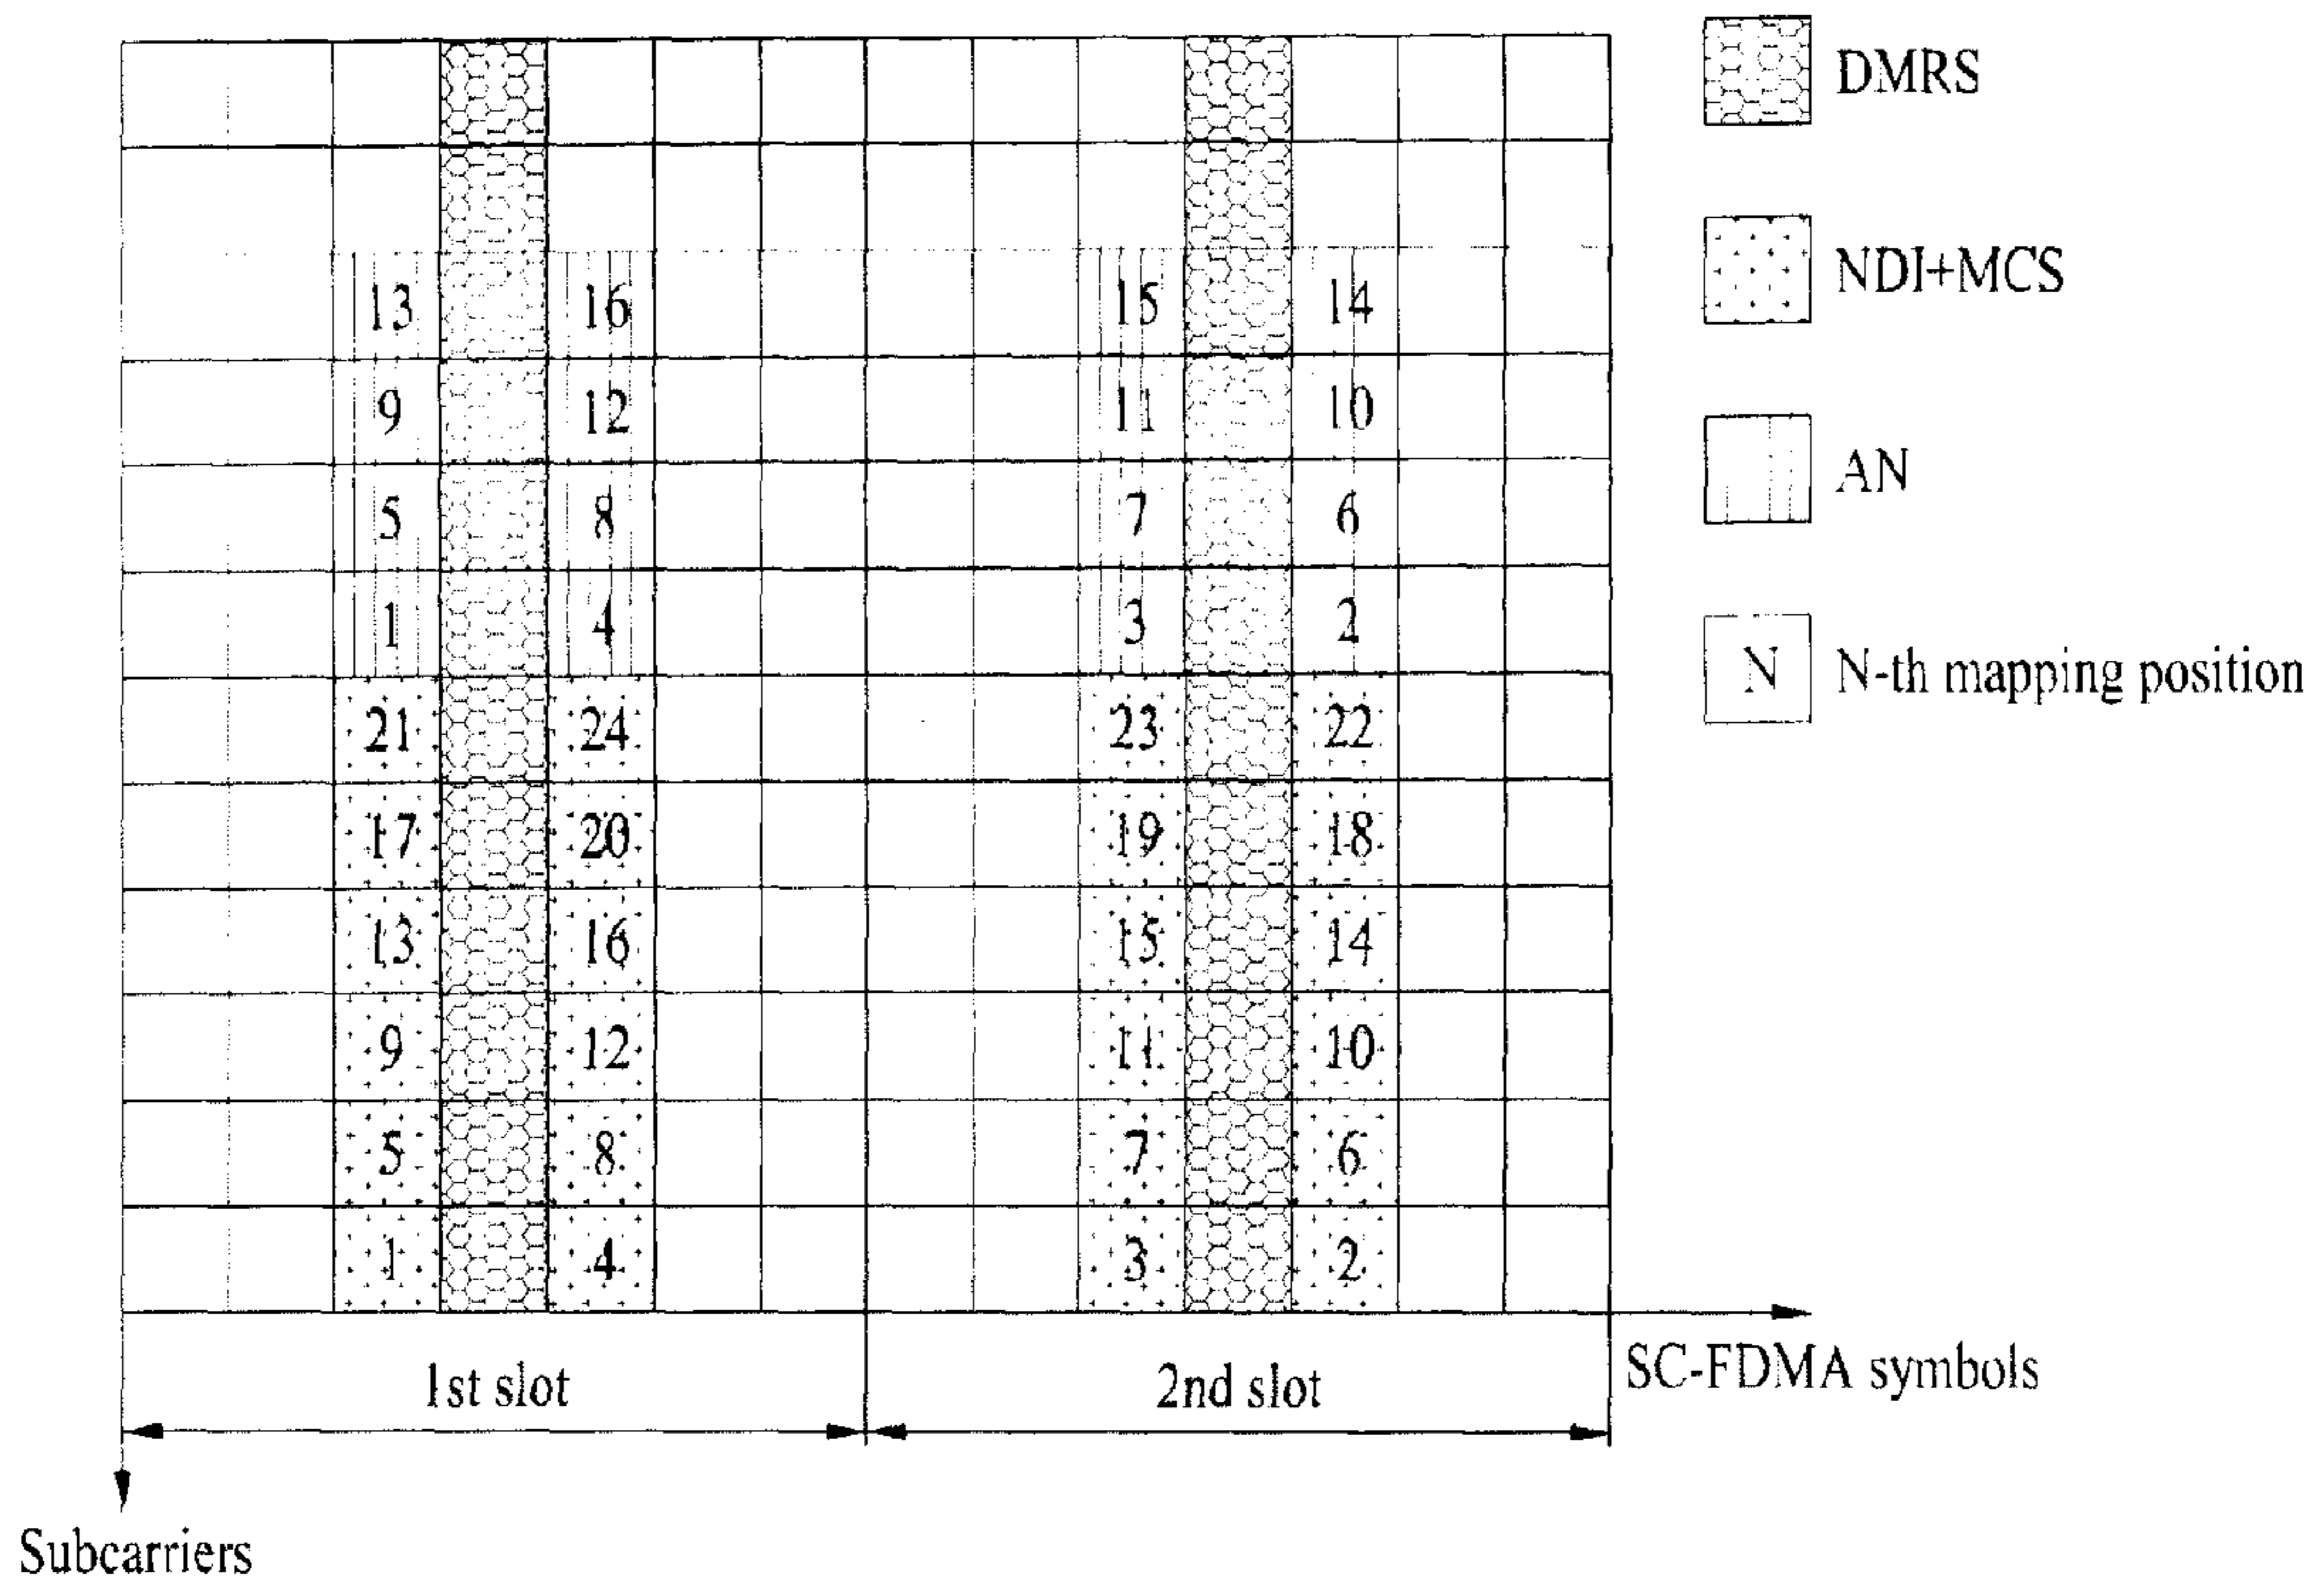 DMRS
NDI+MCS
AN
N N-th mapping position
13 16 15 14
9 12 11 10
5 8 7 6
1 4 3 2
21 24 23 22
17 20 19 18
13 16 15 14
9 12 11 10
5 8 7 6
1 4 3 2
1st slot 2nd slot SC-FDMA symbols
Subcarriers